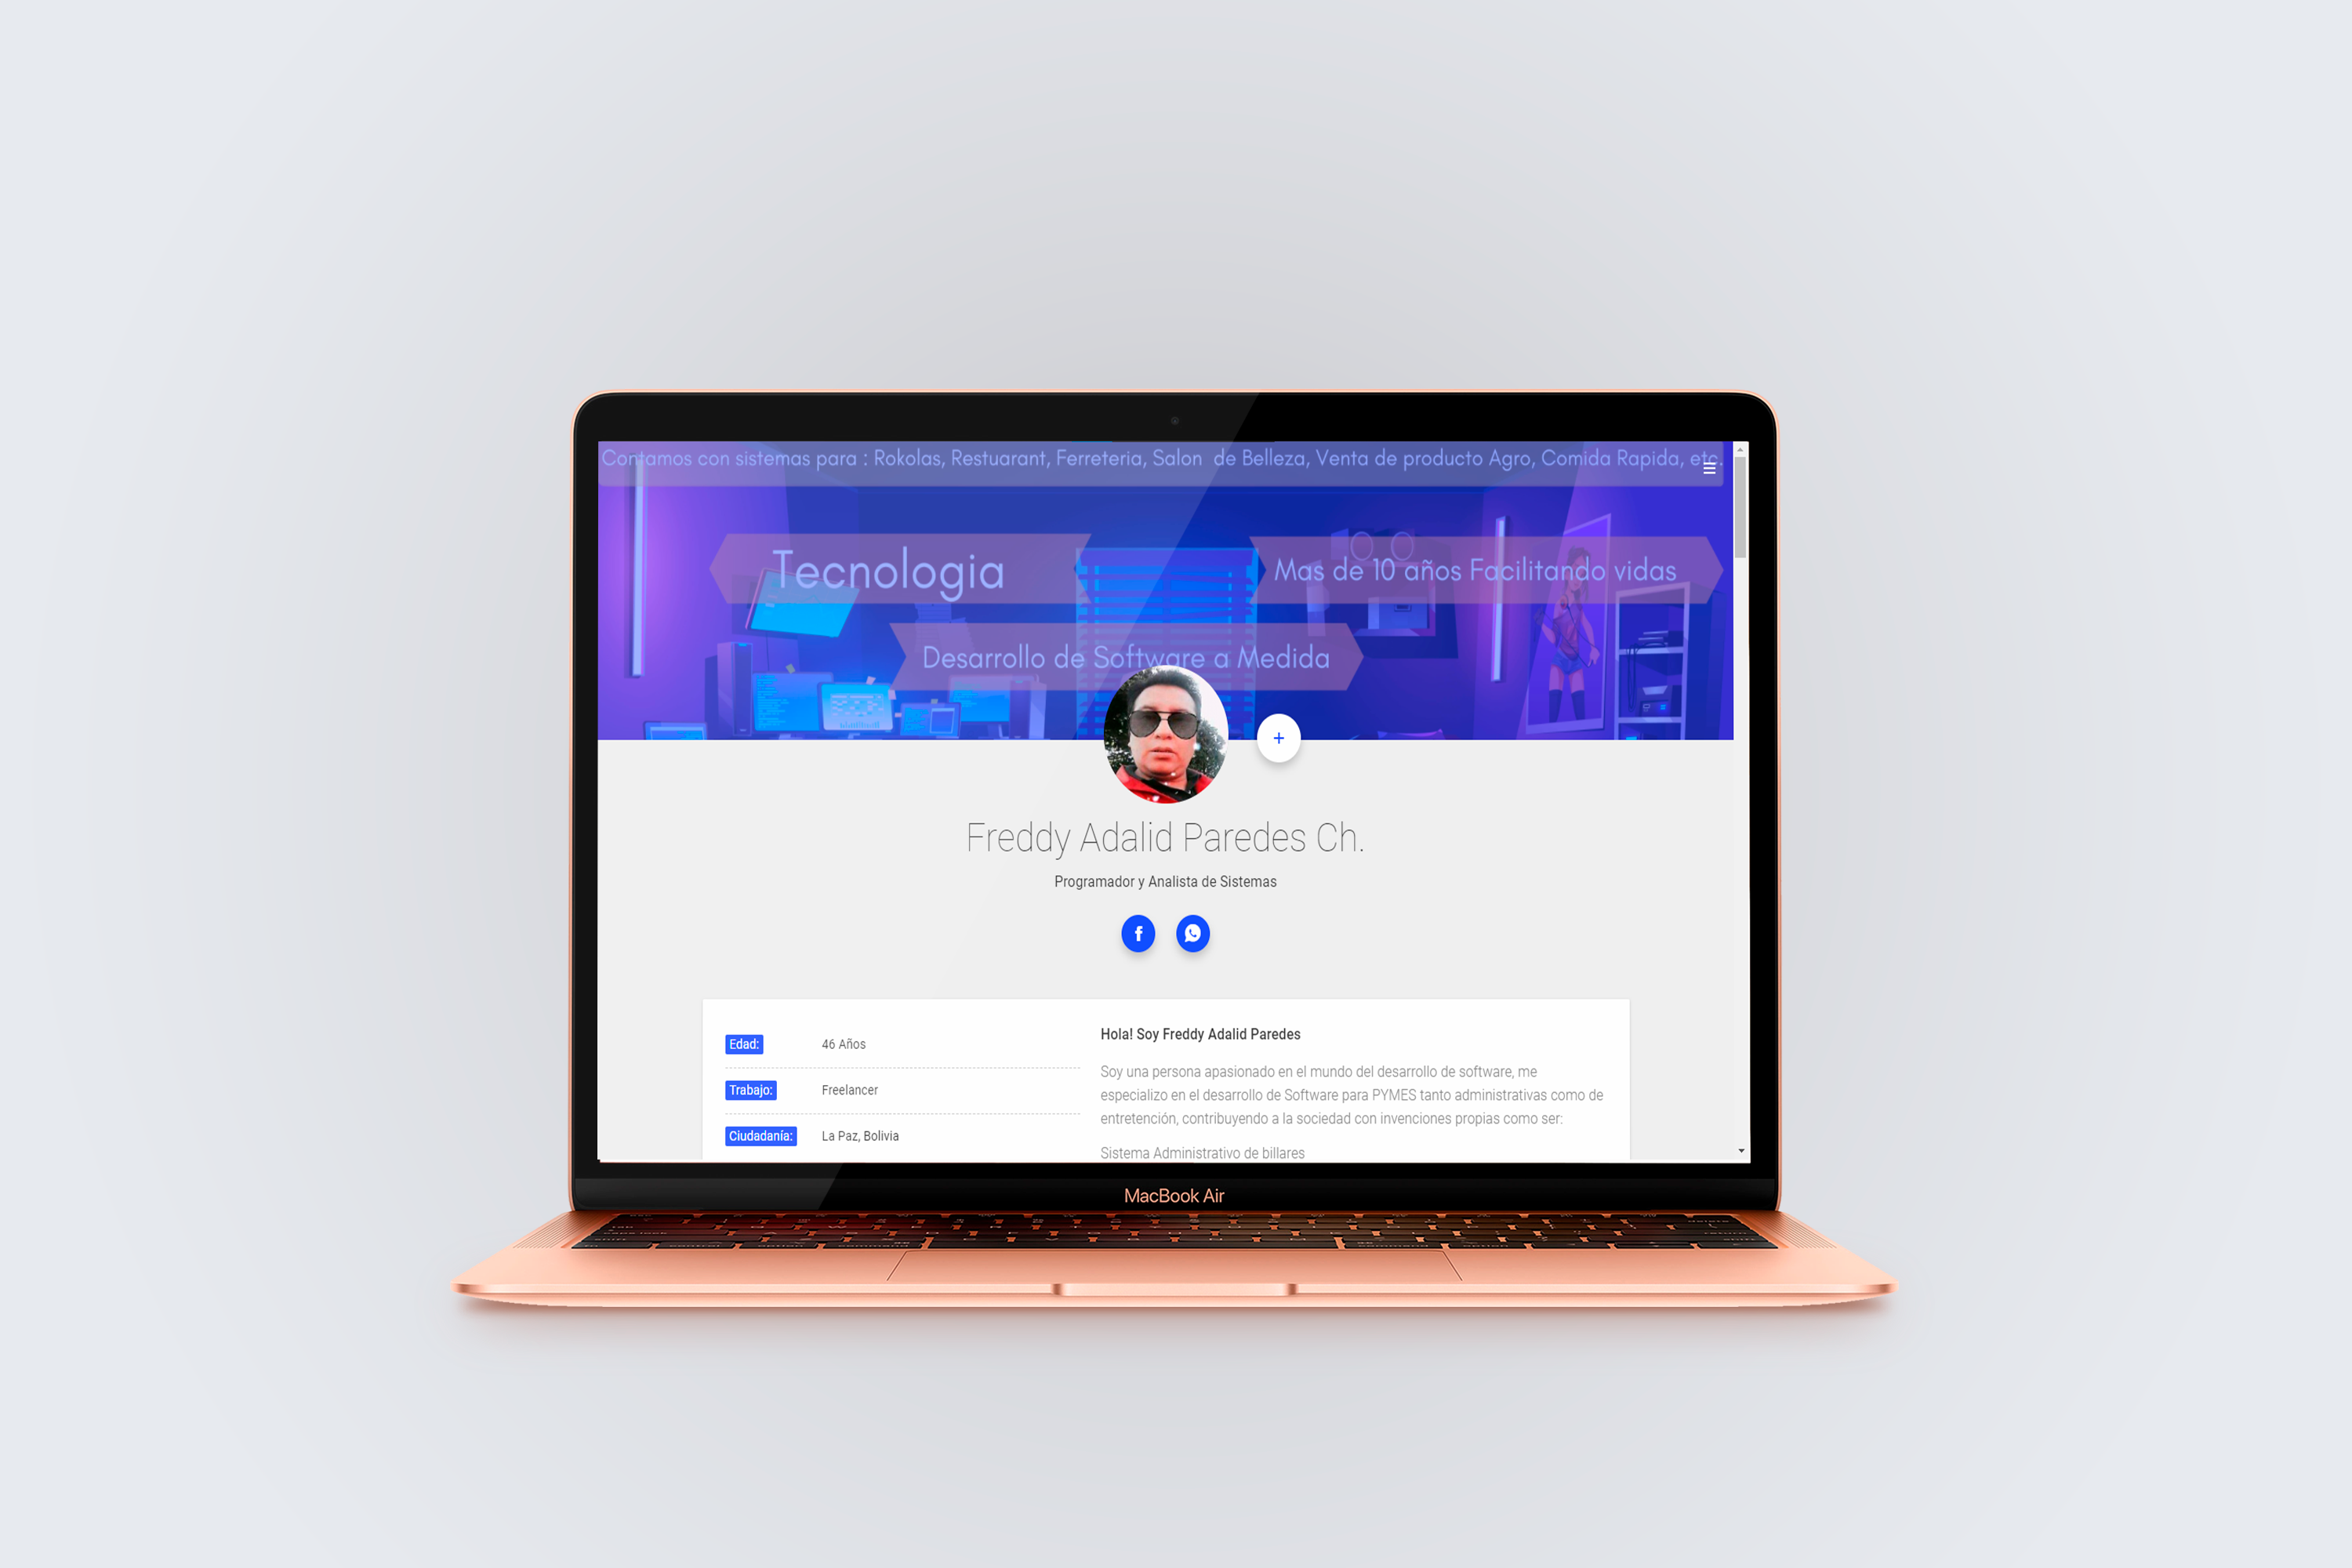 Contamos con sistemas para : Rokolas, Restuarant, Ferreteria, Salon de Belleza, Venta de producto Agro, Comida Rapida, etc.
Tecnologia
Mas de 10 años Facilitando vidas
Desarrollo de Software a Medida
+
Freddy Adalid Paredes Ch.
Programador y Analista de Sistemas
Edad: 46 Años
Trabajo: Freelancer
Ciudadanía: La Paz, Bolivia
Hola! Soy Freddy Adalid Paredes
Soy una persona apasionado en el mundo del desarrollo de software, me
especializo en el desarrollo de Software para PYMES tanto administrativas como de
entretención, contribuyendo a la sociedad con invenciones propias como ser:
Sistema Administrativo de billares
MacBook Air